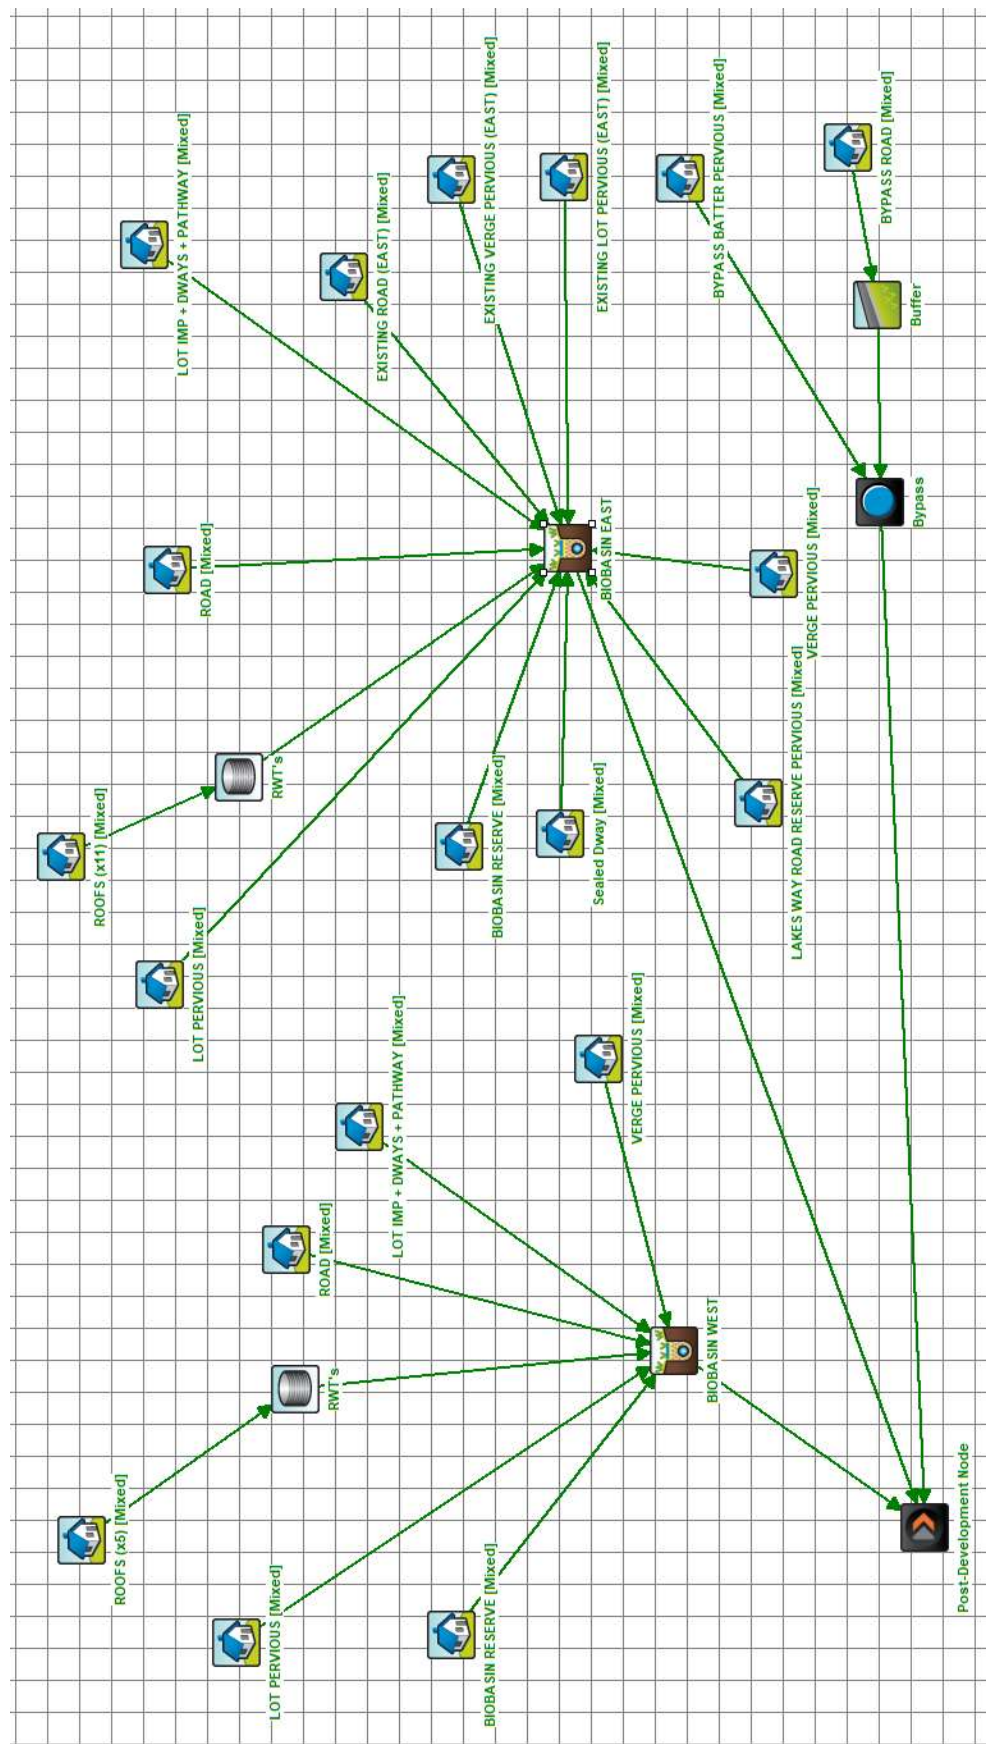 LOT IMP + DWAYS + PATHWAY [Mixed]
EXISTING ROAD (EAST) [Mixed]
EXISTING VERGE PERVIOUS (EAST) [Mixed]
EXISTING LOT PERVIOUS (EAST) [Mixed]
BYPASS BATTER PERVIOUS [Mixed]
BYPASS ROAD [Mixed]
Buffer
Bypass
ROAD [Mixed]
BIOBASIN EAST
VERGE PERVIOUS [Mixed]
ROOFS (x11) [Mixed]
RWT's
LOT PERVIOUS [Mixed]
BIOBASIN RESERVE [Mixed]
Sealed Dway [Mixed]
LAKES WAY ROAD RESERVE PERVIOUS [Mixed]
LOT IMP + DWAYS + PATHWAY [Mixed]
VERGE PERVIOUS [Mixed]
ROAD [Mixed]
RWT's
BIOBASIN WEST
ROOFS (x5) [Mixed]
LOT PERVIOUS [Mixed]
BIOBASIN RESERVE [Mixed]
Post-Development Node